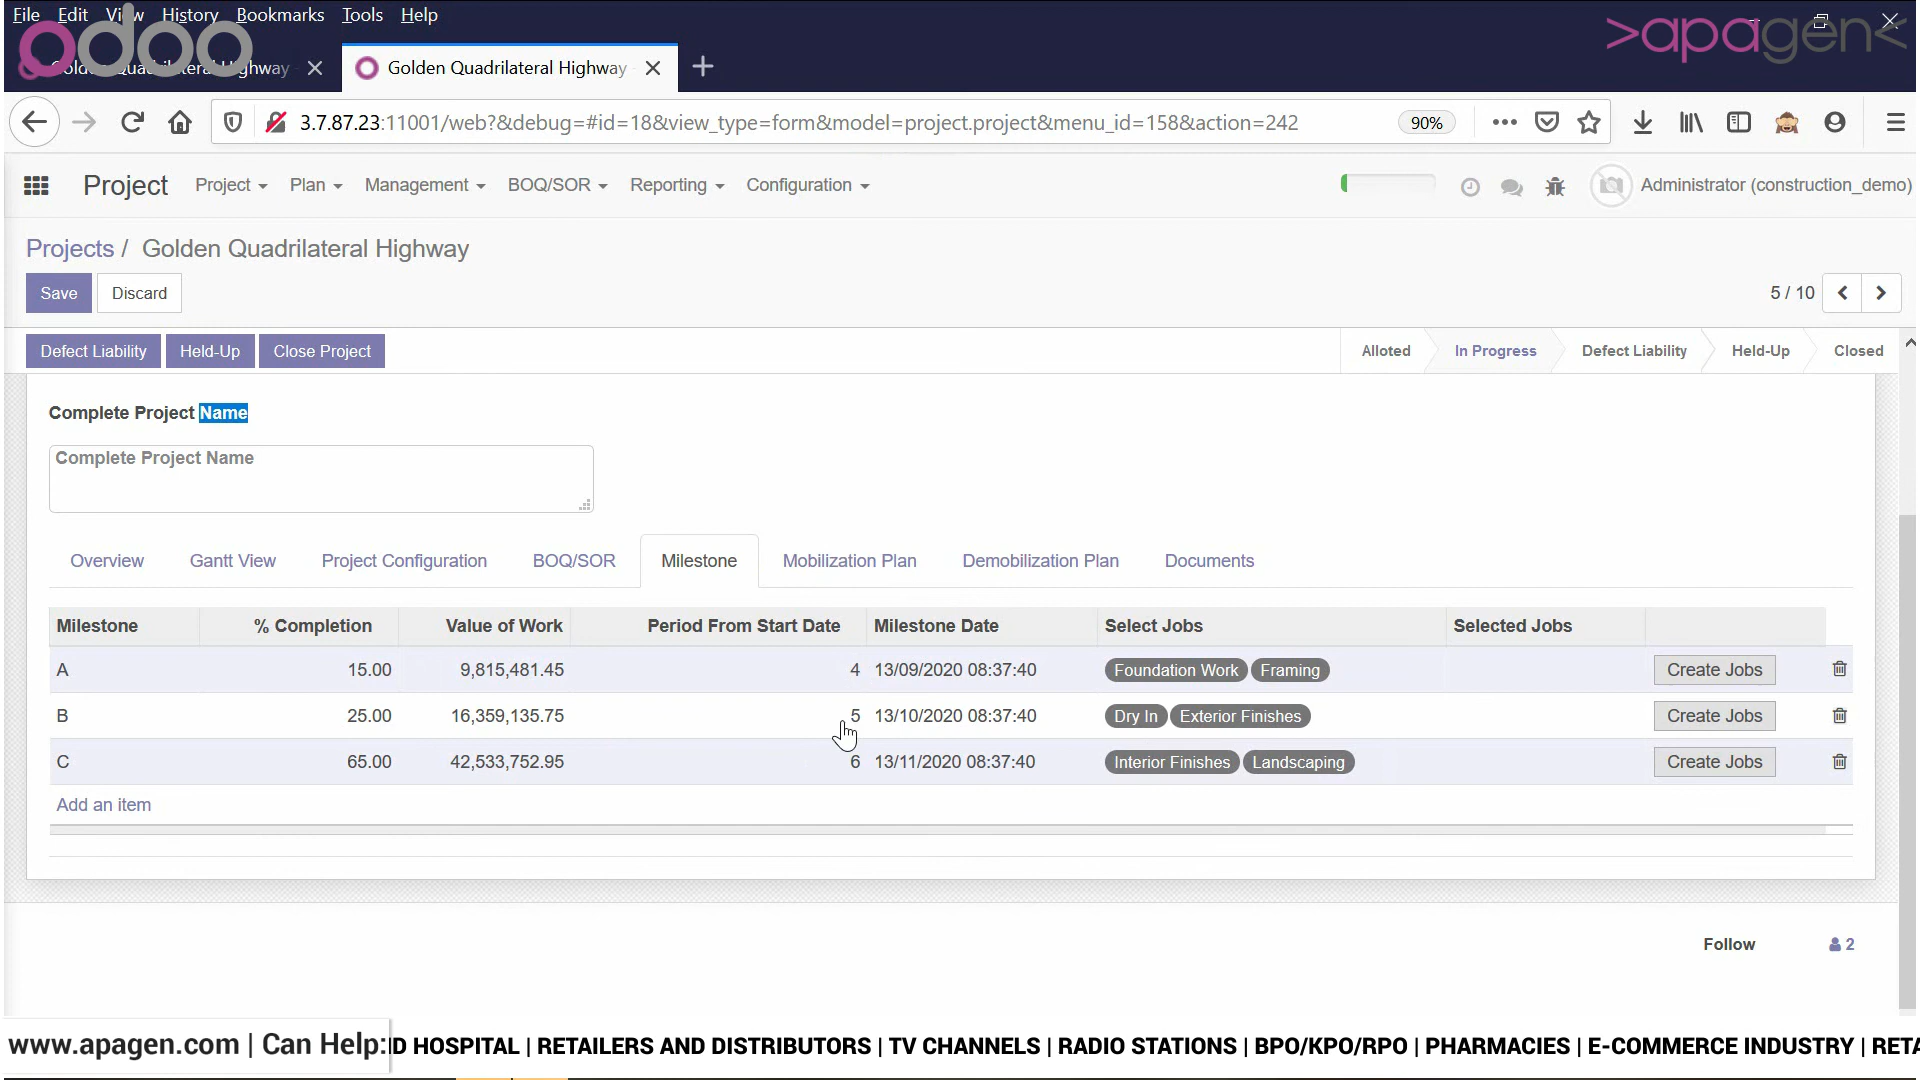 File Edit View History Bookmarks Tools Help
odoo
>apagen<
Golden Quadrilateral Highway
Golden Quadrilateral Highway
3.7.87.23:11001/web?&debug=#id=18&view_type=form&model=project.project&menu_id=158&action=242
90%
Project Project Plan Management BOQ/SOR Reporting Configuration
Administrator (construction_demo)
Projects / Golden Quadrilateral Highway
Save Discard
5 / 10
Defect Liability Held-Up Close Project
Alloted In Progress Defect Liability Held-Up Closed
Complete Project Name
Complete Project Name
Overview Gantt View Project Configuration BOQ/SOR Milestone Mobilization Plan Demobilization Plan Documents
Milestone % Completion Value of Work Period From Start Date Milestone Date Select Jobs Selected Jobs
A 15.00 9,815,481.45 4 13/09/2020 08:37:40 Foundation Work Framing Create Jobs
B 25.00 16,359,135.75 5 13/10/2020 08:37:40 Dry In Exterior Finishes Create Jobs
C 65.00 42,533,752.95 6 13/11/2020 08:37:40 Interior Finishes Landscaping Create Jobs
Add an item
Follow 2
www.apagen.com | Can Help: ID HOSPITAL | RETAILERS AND DISTRIBUTORS | TV CHANNELS | RADIO STATIONS | BPO/KPO/RPO | PHARMACIES | E-COMMERCE INDUSTRY | RETA